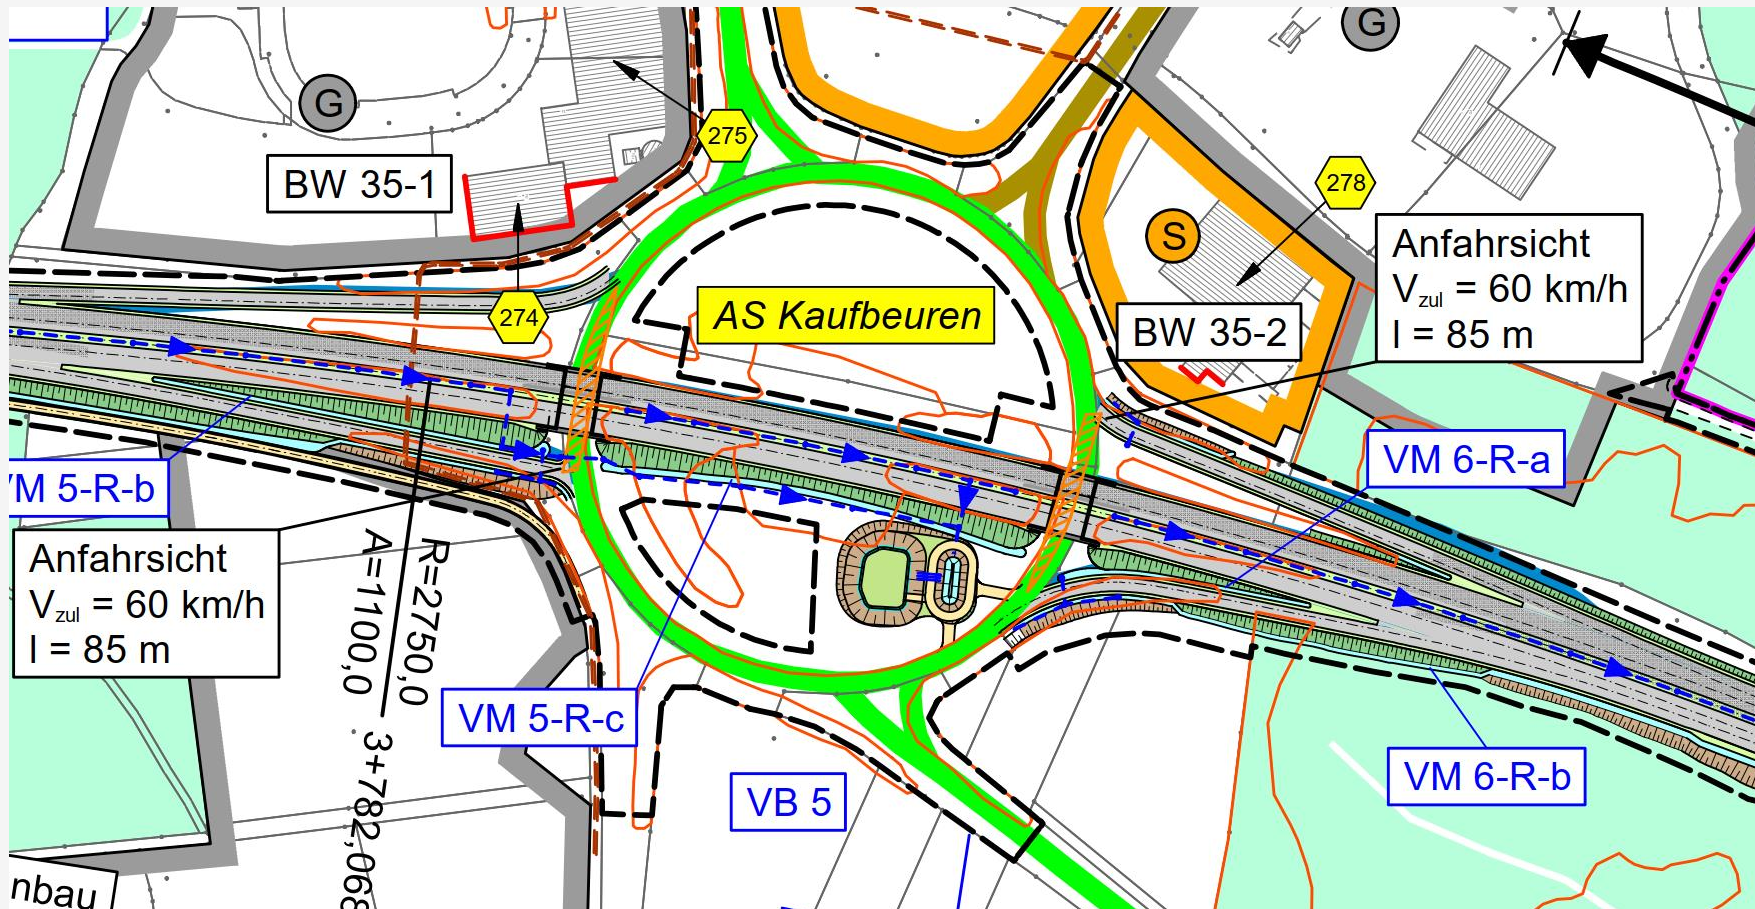 G
G
275
BW 35-1
278
S
Anfahrsicht
Vzul = 60 km/h
l = 85 m
274
AS Kaufbeuren
BW 35-2
VM 6-R-a
VM 5-R-b
Anfahrsicht
Vzul = 60 km/h
l = 85 m
R=2750,0
A=1100,0
3+782,068
VM 5-R-c
VM 6-R-b
VB 5
nbau